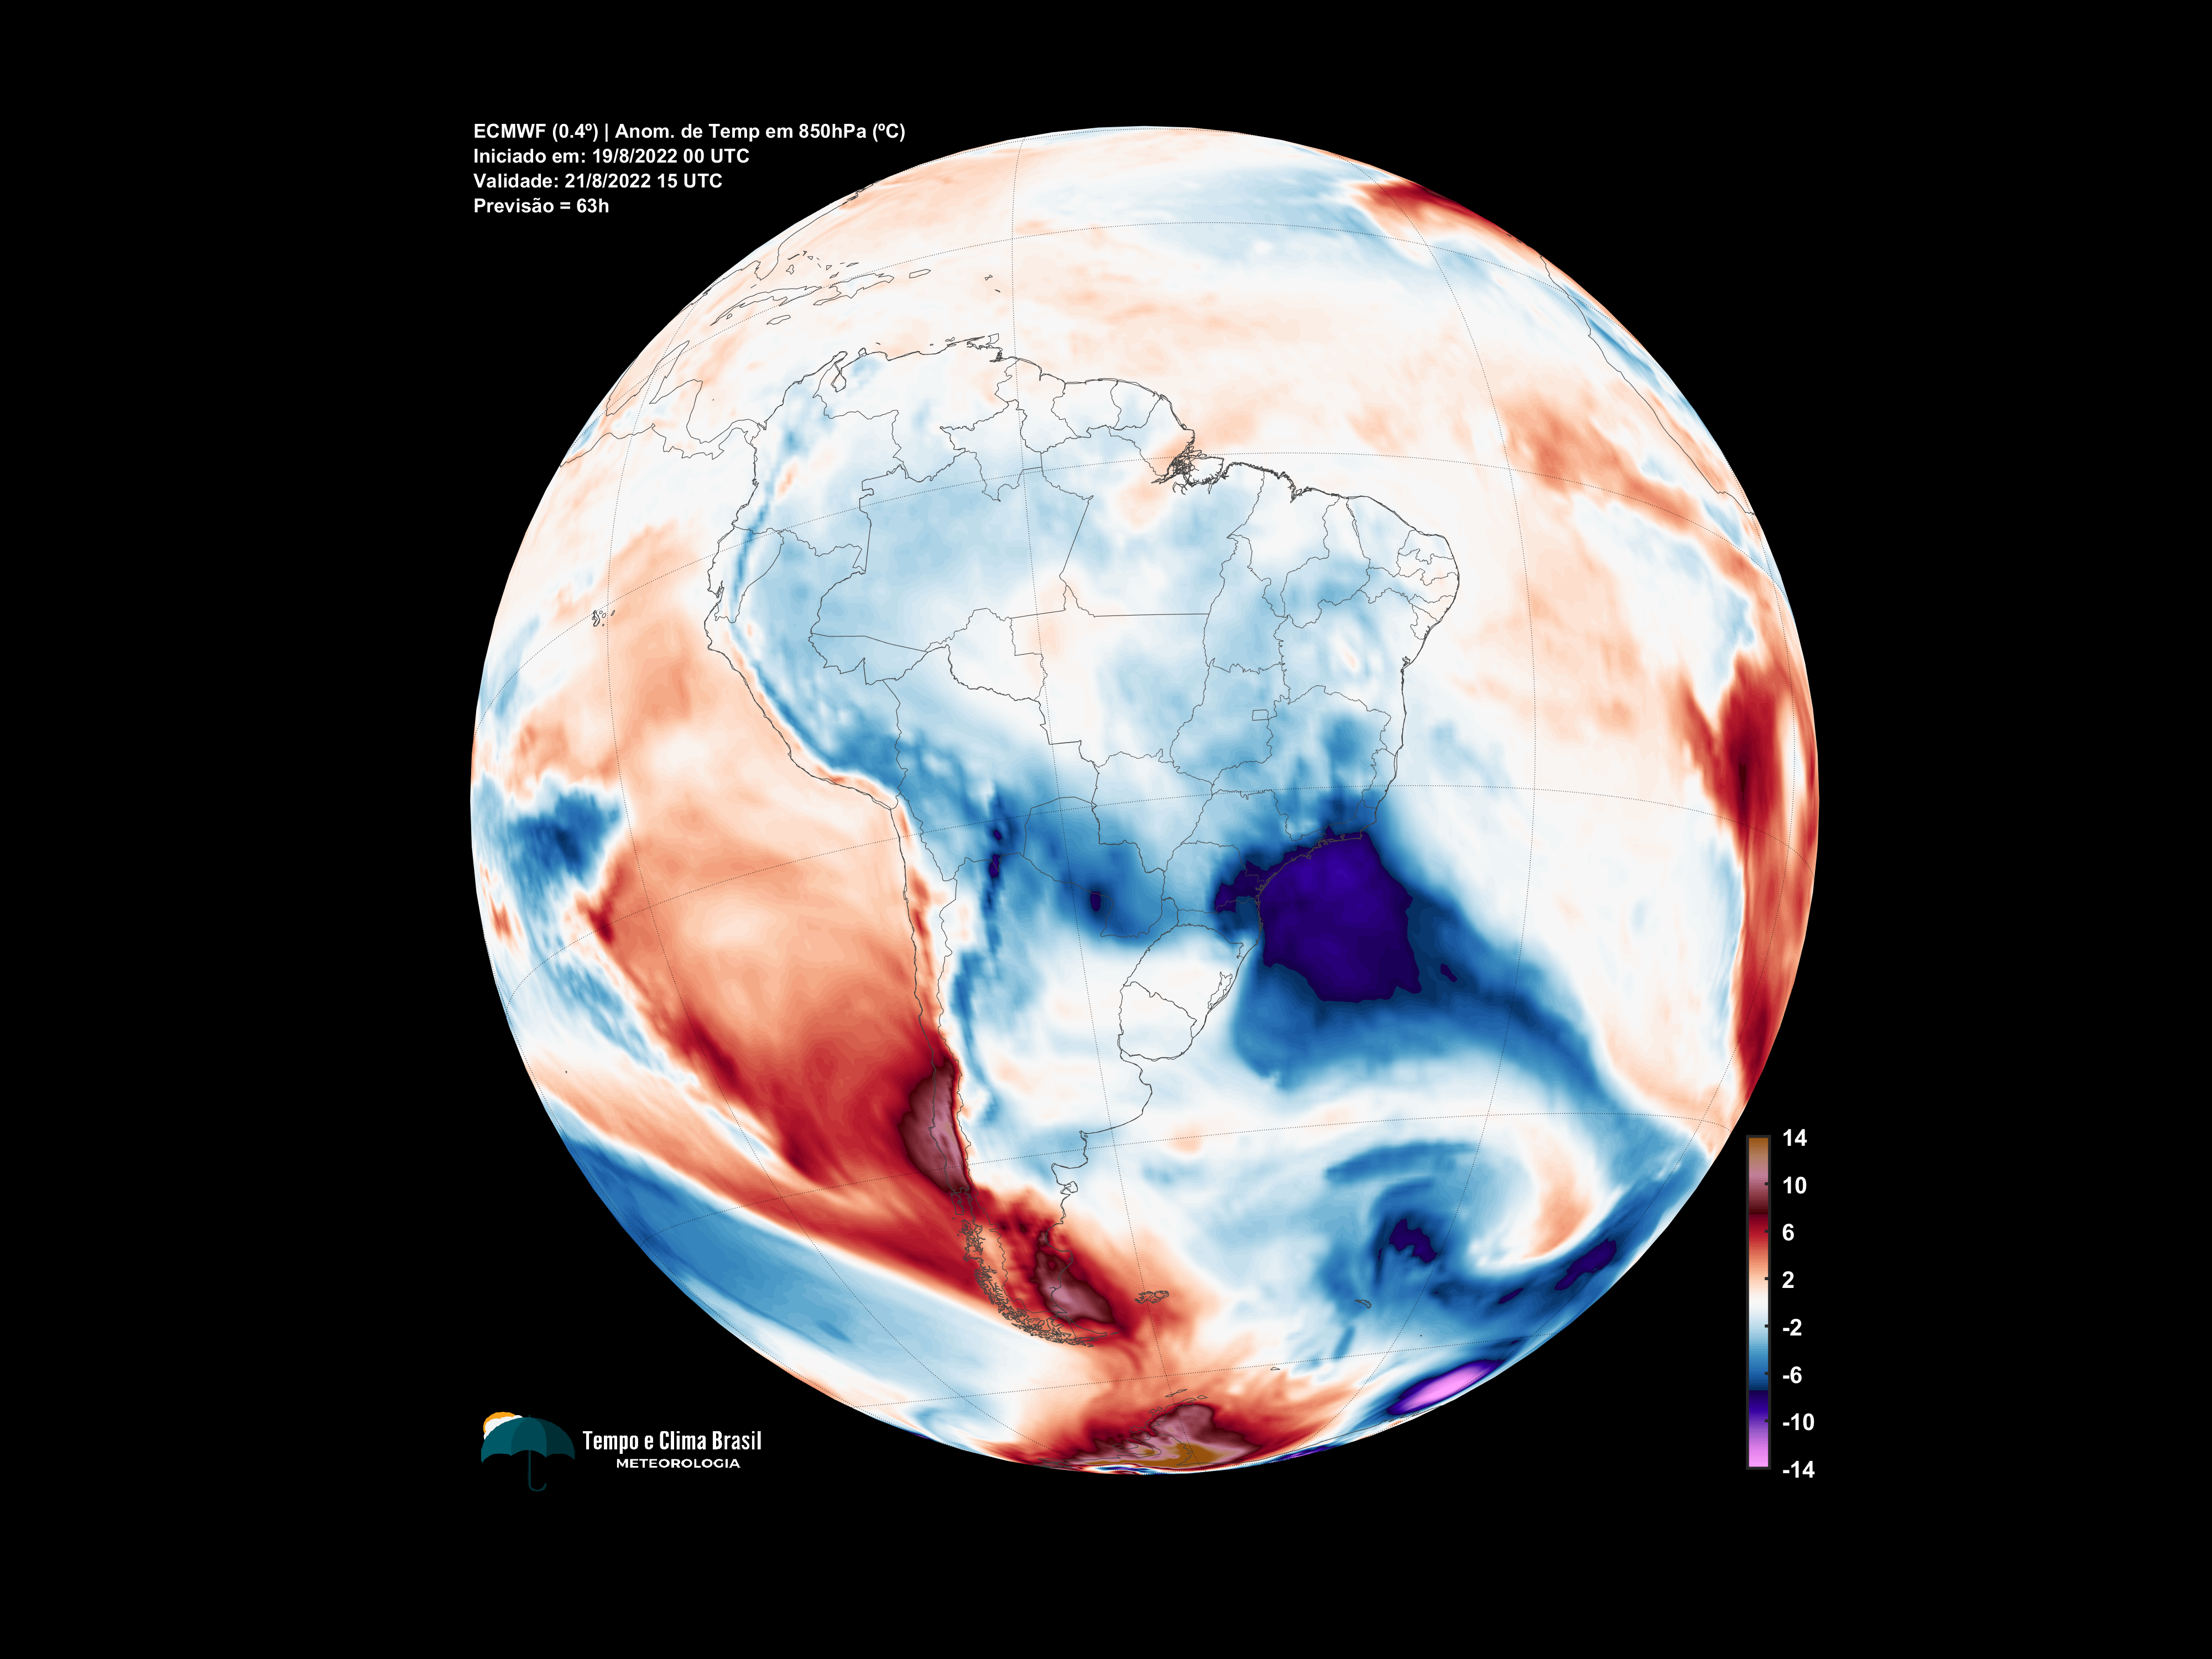 ECMWF (0.4º) | Anom. de Temp em 850hPa (ºC)
Iniciado em: 19/8/2022 00 UTC
Validade: 21/8/2022 15 UTC
Previsão = 63h
14
10
6
2
-2
-6
-10
-14
Tempo e Clima Brasil
METEOROLOGIA